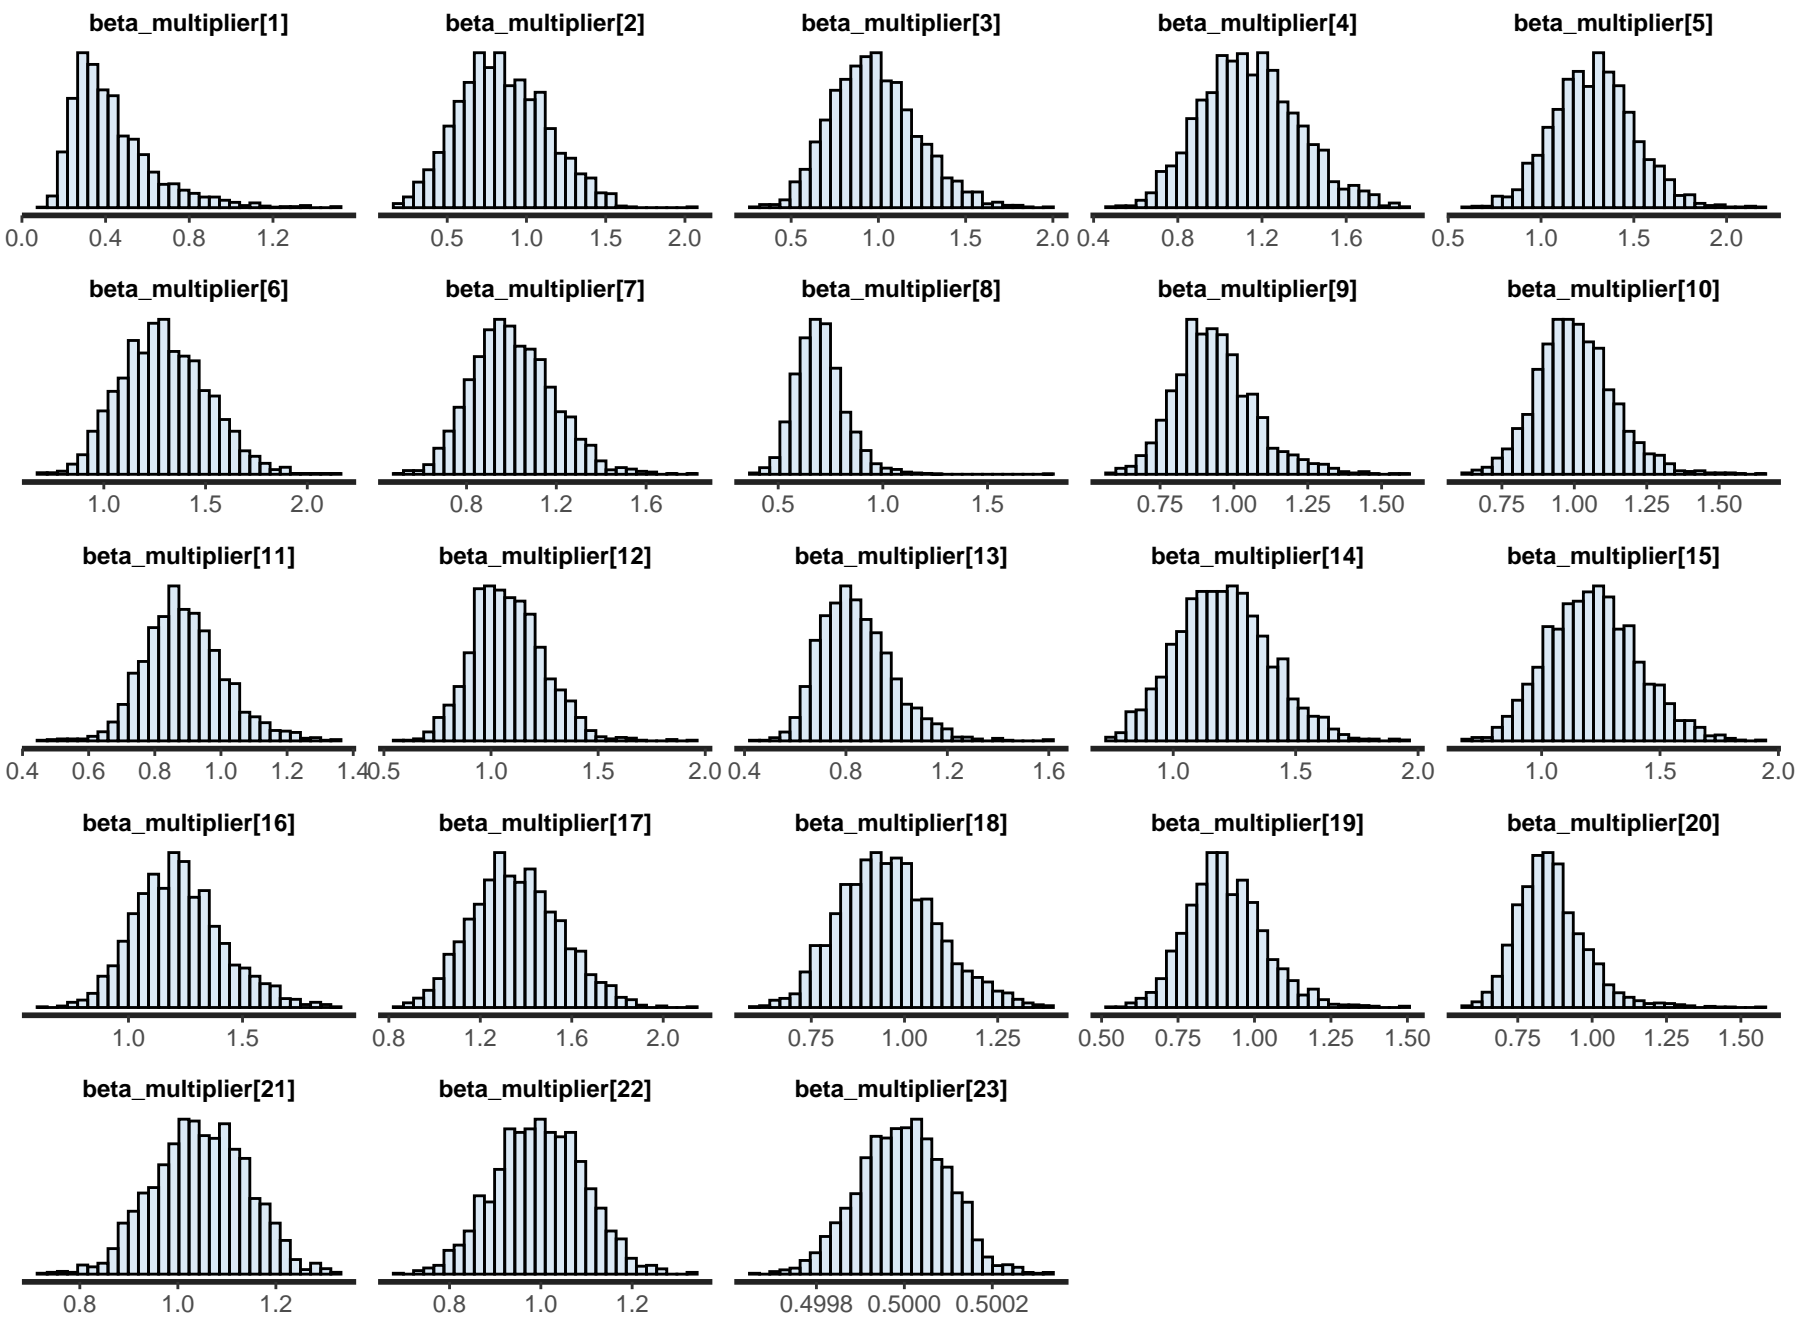 beta_multiplier[1] beta_multiplier[2] beta_multiplier[3] beta_multiplier[4] beta_multiplier[5]
0.0 0.4 0.8 1.2 0.5 1.0 1.5 2.0 0.5 1.0 1.5 2.0 0.4 0.8 1.2 1.6 0.5 1.0 1.5 2.0
beta_multiplier[6] beta_multiplier[7] beta_multiplier[8] beta_multiplier[9] beta_multiplier[10]
1.0 1.5 2.0 0.8 1.2 1.6 0.5 1.0 1.5 0.75 1.00 1.25 1.50 0.75 1.00 1.25 1.50
beta_multiplier[11] beta_multiplier[12] beta_multiplier[13] beta_multiplier[14] beta_multiplier[15]
0.4 0.6 0.8 1.0 1.2 1.4 0.5 1.0 1.5 2.0 0.4 0.8 1.2 1.6 1.0 1.5 2.0 1.0 1.5 2.0
beta_multiplier[16] beta_multiplier[17] beta_multiplier[18] beta_multiplier[19] beta_multiplier[20]
1.0 1.5 0.8 1.2 1.6 2.0 0.75 1.00 1.25 0.50 0.75 1.00 1.25 1.50 0.75 1.00 1.25 1.50
beta_multiplier[21] beta_multiplier[22] beta_multiplier[23]
0.8 1.0 1.2 0.8 1.0 1.2 0.4998 0.5000 0.5002